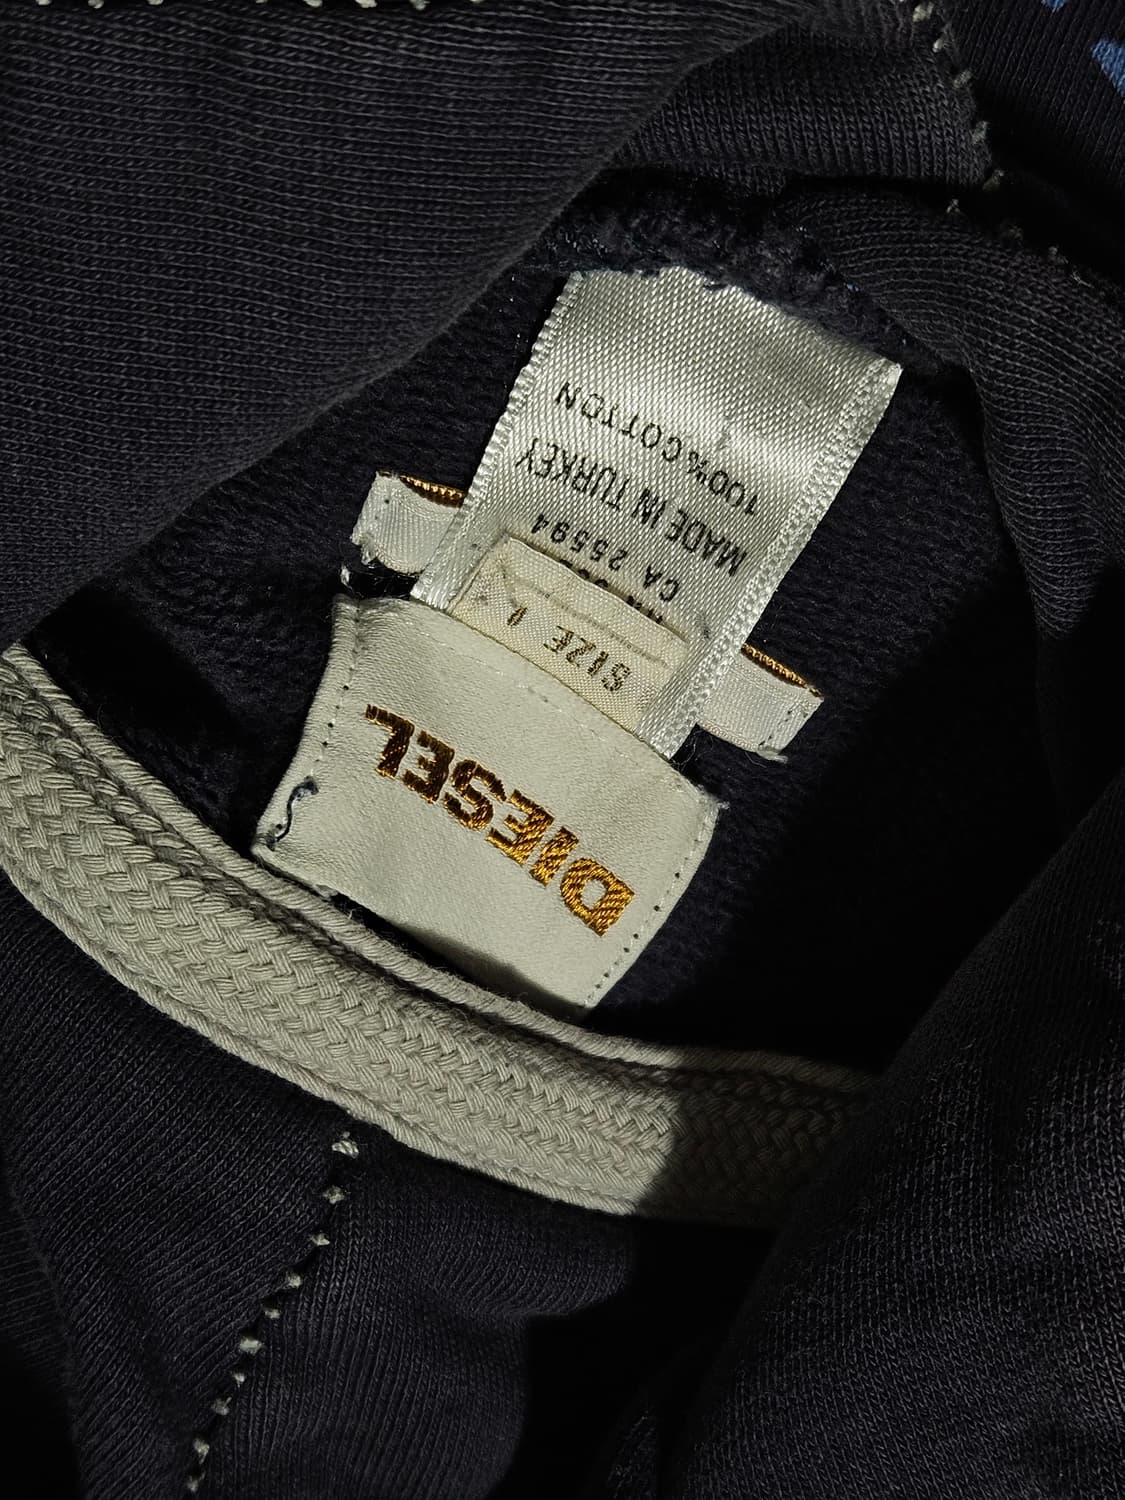 DIESEL
SIZE L
CA 25594
MADE IN TURKEY
100% COTTON